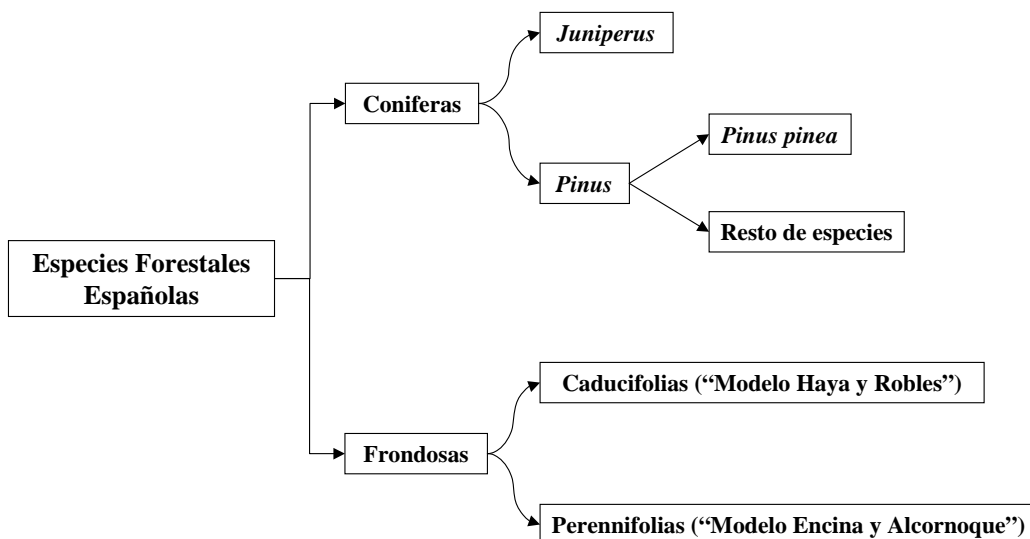 Juniperus
Coniferas
Pinus pinea
Pinus
Resto de especies
Especies Forestales
Españolas
Caducifolias (“Modelo Haya y Robles”)
Frondosas
Perennifolias (“Modelo Encina y Alcornoque”)